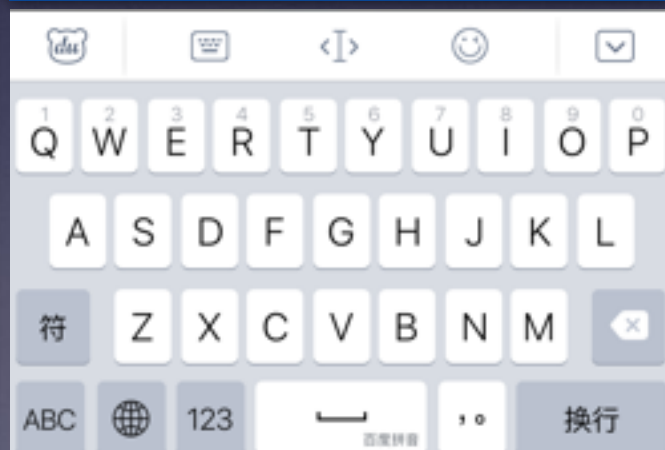 du
1 2 3 4 5 6 7 8 9 0
Q W E R T Y U I O P
A S D F G H J K L
符 Z X C V B N M
ABC 123 ,。 换行
百度拼音